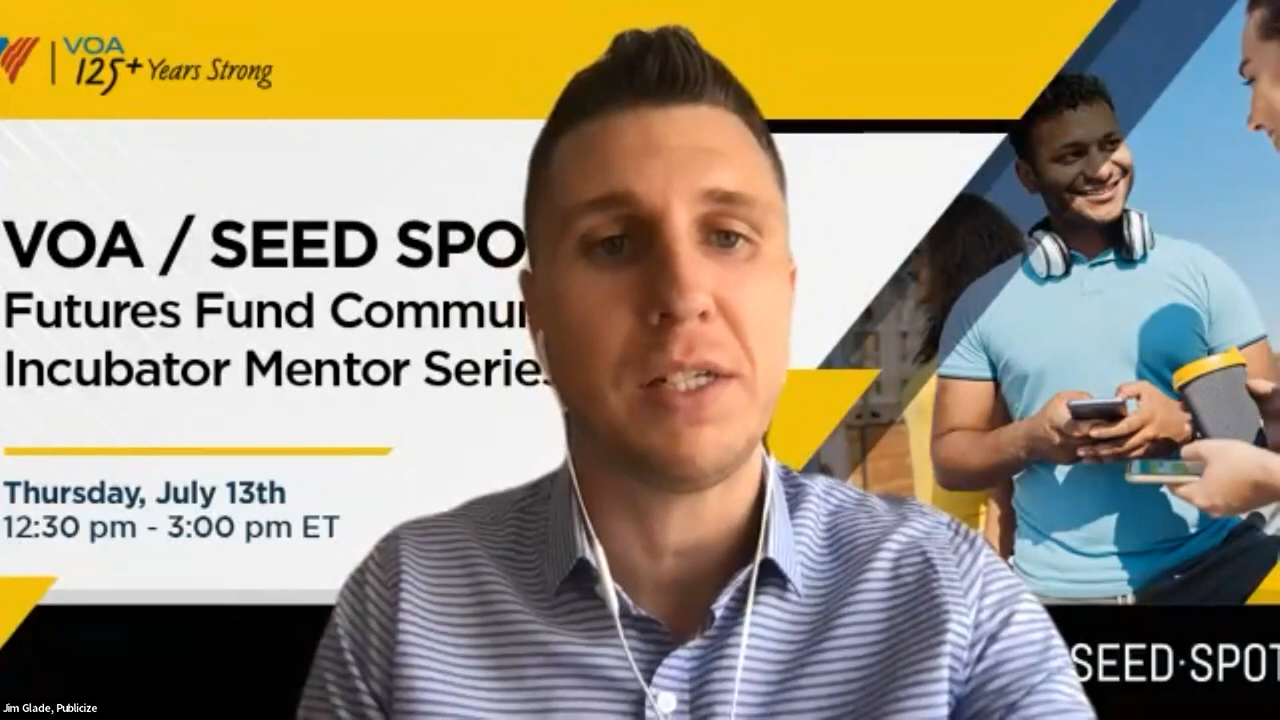 VOA
125+ Years Strong
VOA / SEED SPO
Futures Fund Commun
Incubator Mentor Series
Thursday, July 13th
12:30 pm - 3:00 pm ET
SEED·SPOT
Jim Glade, Publicize